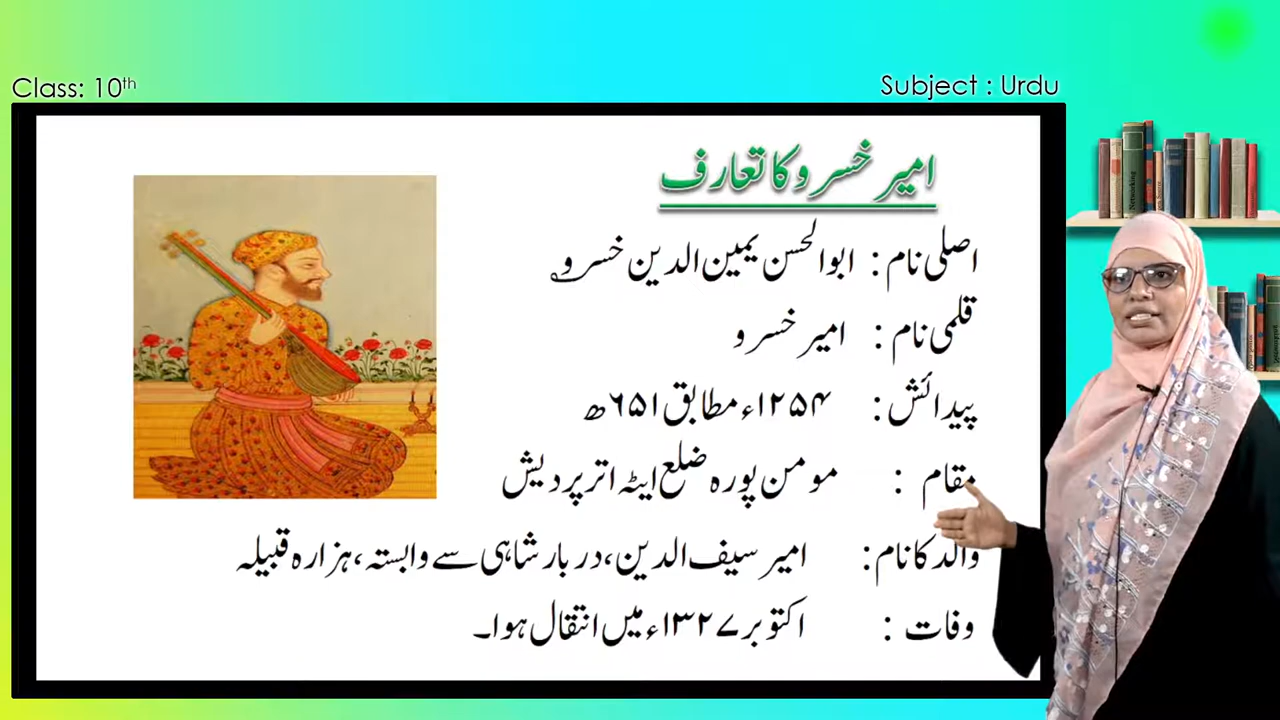 Class: 10th
Subject : Urdu
امیر خسرو کا تعارف
اصلی نام : ابوالحسن یمین الدین خسرو
قلمی نام : امیر خسرو
پیدائش : ۱۲۵۴ء مطابق ۶۵۱ھ
مقام : مومن پورہ ضلع ایٹہ اتر پردیش
والد کا نام : امیر سیف الدین، دربار شاہی سے وابستہ، ہزارہ قبیلہ
وفات : اکتوبر ۱۳۲۷ء میں انتقال ہوا۔
Networking